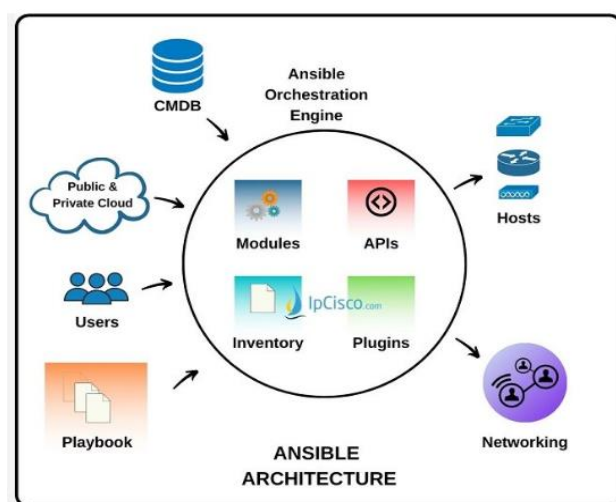 CMDB
Ansible
Orchestration
Engine
Public &
Private Cloud
Hosts
Modules
APIs
Users
IpCisco.com
Inventory
Plugins
Playbook
Networking
ANSIBLE
ARCHITECTURE